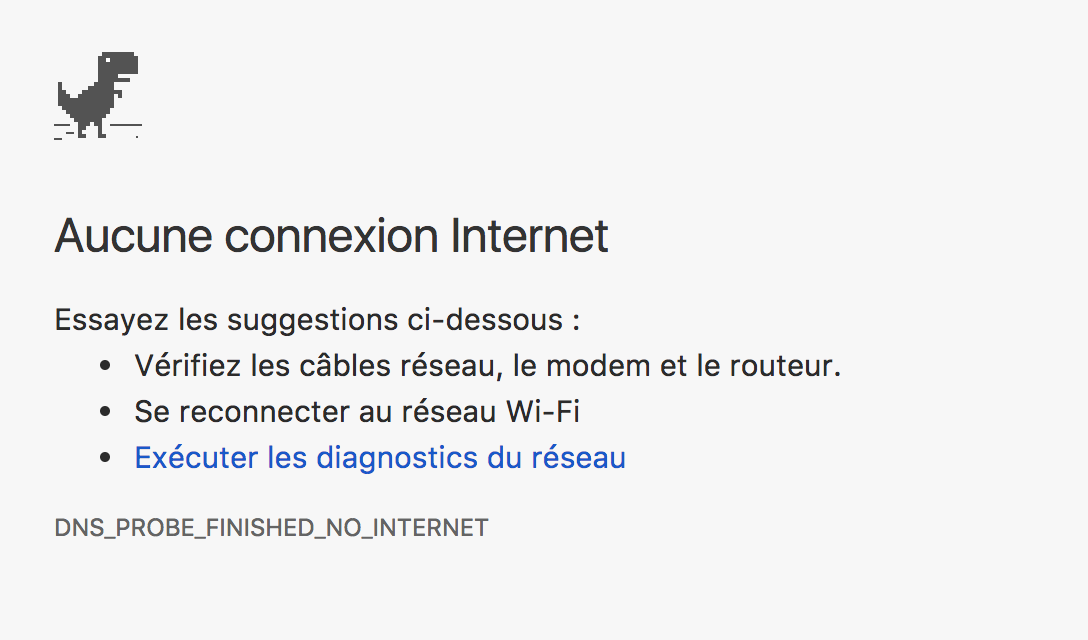 Aucune connexion Internet
Essayez les suggestions ci-dessous :
• Vérifiez les câbles réseau, le modem et le routeur.
• Se reconnecter au réseau Wi-Fi
• Exécuter les diagnostics du réseau
DNS_PROBE_FINISHED_NO_INTERNET